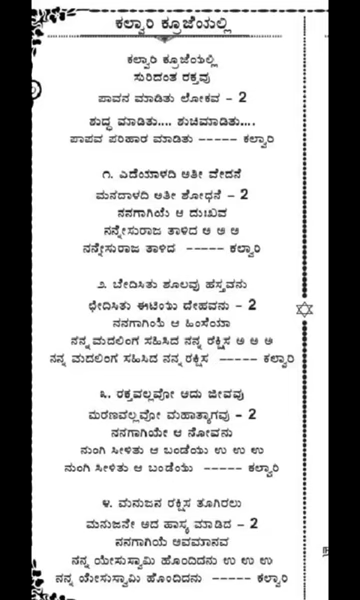 ಕಲ್ವಾರಿ ಕ್ರೂಜೆಯಲ್ಲಿ
ಕಲ್ವಾರಿ ಕ್ರೂಜೆಯಲ್ಲಿ
ಸುರಿದಂತ ರಕ್ತವು
ಪಾವನ ಮಾಡಿತು ಲೋಕವ – 2
ಶುದ್ಧ ಮಾಡಿತು.... ಶುಚಿಮಾಡಿತು....
ಪಾಪವ ಪರಿಹಾರ ಮಾಡಿತು ----- ಕಲ್ವಾರಿ
೧. ಎದೆಯಾಳದಿ ಅತೀ ವೇದನೆ
ಮನದಾಳದಿ ಅತೀ ಶೋಧನೆ – 2
ನನಗಾಗಿಯೆ ಆ ದುಃಖವ
ನನ್ನೇಸುರಾಜ ತಾಳಿದ ಅ ಅ ಅ
ನನ್ನೇಸುರಾಜ ತಾಳಿದ ----- ಕಲ್ವಾರಿ
೨. ಬೇದಿಸಿತು ಶೂಲವು ಹಸ್ತವನು
ಛೇದಿಸಿತು ಈಟಿಯು ದೇಹವನು – 2
ನನಗಾಗಿಯೆ ಆ ಹಿಂಸೆಯಾ
ನನ್ನ ಮದಲಿಂಗ ಸಹಿಸಿದ ನನ್ನ ರಕ್ಷಿಸ ಅ ಅ ಅ
ನನ್ನ ಮದಲಿಂಗ ಸಹಿಸಿದ ನನ್ನ ರಕ್ಷಿಸ ----- ಕಲ್ವಾರಿ
೩. ರಕ್ತವಲ್ಲವೋ ಅದು ಜೀವವು
ಮರಣವಲ್ಲವೋ ಮಹಾತ್ಯಾಗವು – 2
ನನಗಾಗಿಯೇ ಆ ನೋವನು
ನುಂಗಿ ಸೀಳಿತು ಆ ಬಂಡೆಯು ಉ ಉ ಉ
ನುಂಗಿ ಸೀಳಿತು ಆ ಬಂಡೆಯು ----- ಕಲ್ವಾರಿ
೪. ಮನುಜನ ರಕ್ಷಿಸ ತೂಗಿರಲು
ಮನುಜನೇ ಅದ ಹಾಸ್ಯ ಮಾಡಿದ – 2
ನನಗಾಗಿಯೆ ಅವಮಾನವ
ನನ್ನ ಯೇಸುಸ್ವಾಮಿ ಹೊಂದಿದನು ಉ ಉ ಉ
ನನ್ನ ಯೇಸುಸ್ವಾಮಿ ಹೊಂದಿದನು ----- ಕಲ್ವಾರಿ